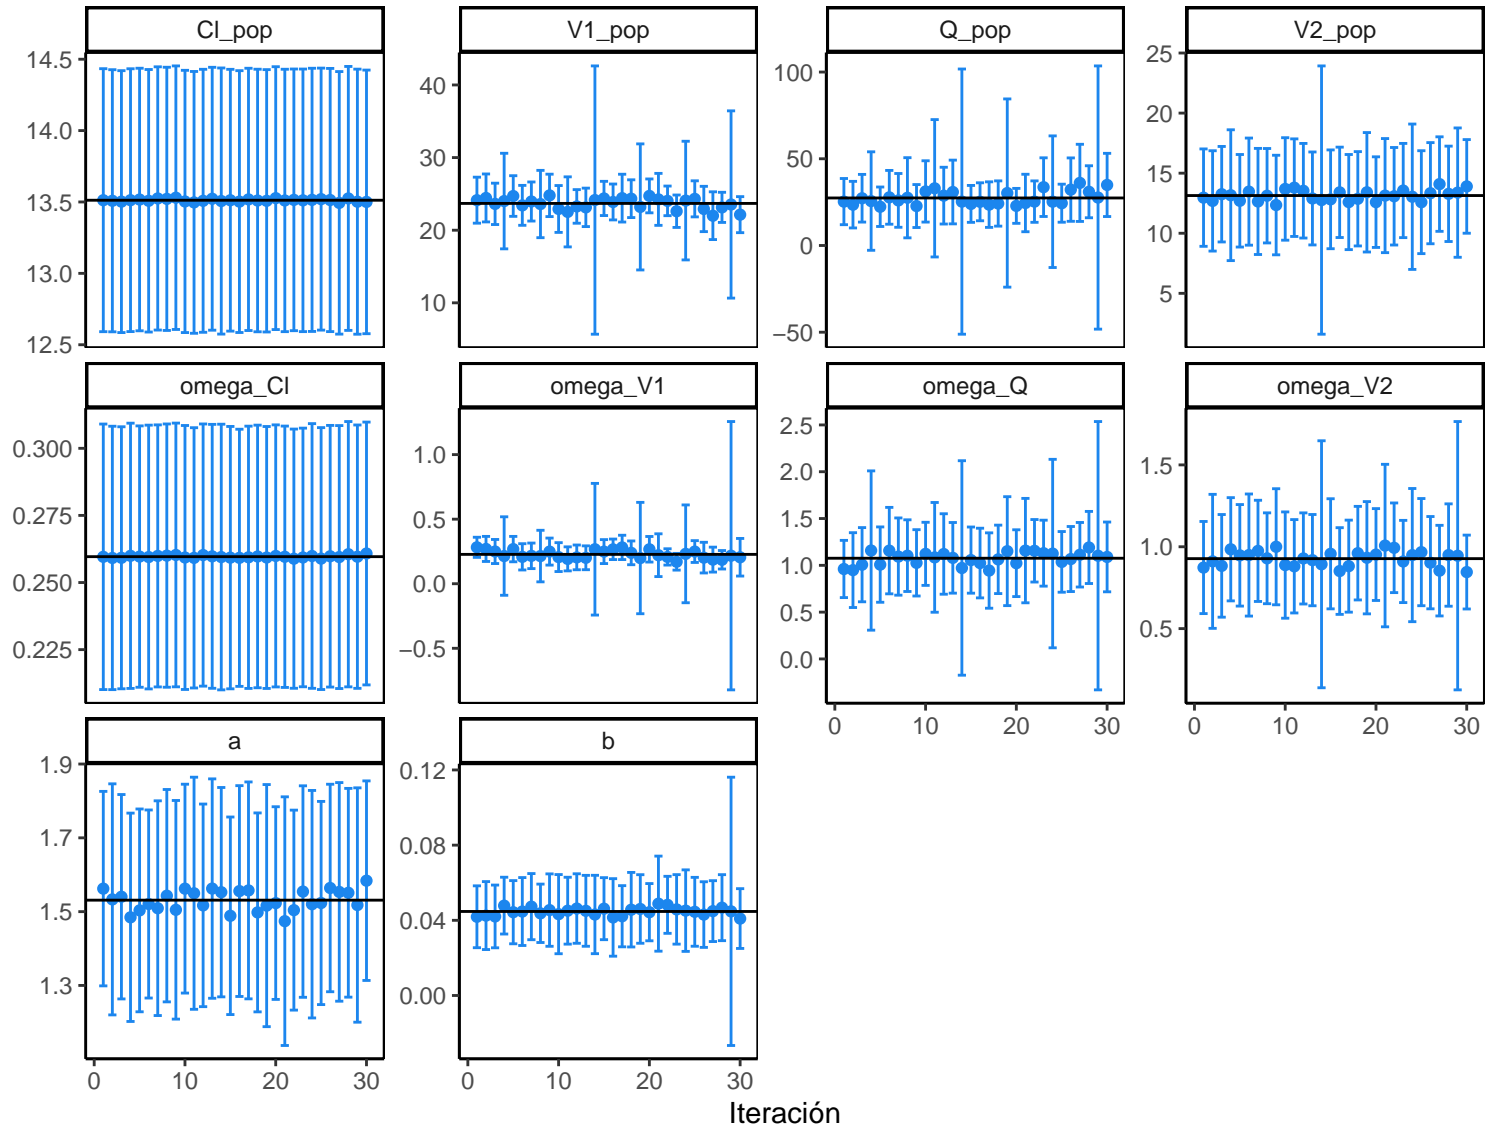 Cl_pop V1_pop Q_pop V2_pop
14.5 14.0 13.5 13.0 12.5
40 30 20 10
100 50 0 −50
25 20 15 10 5
omega_Cl omega_V1 omega_Q omega_V2
0.300 0.275 0.250 0.225
1.0 0.5 0.0 −0.5
2.5 2.0 1.5 1.0 0.5 0.0
1.5 1.0 0.5
0 10 20 30
0 10 20 30
a b
1.9 1.7 1.5 1.3
0.12 0.08 0.04 0.00
0 10 20 30
0 10 20 30
Iteración